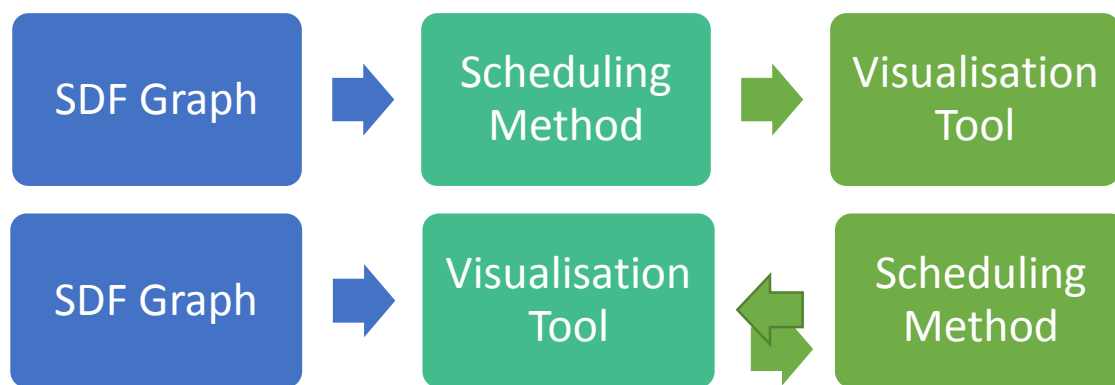 SDF Graph
Scheduling
Method
Visualisation
Tool
SDF Graph
Visualisation
Tool
Scheduling
Method